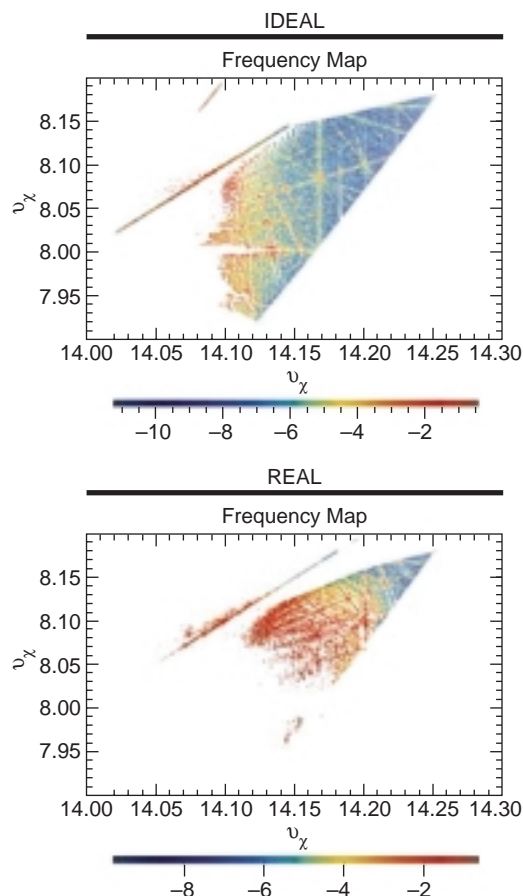 IDEAL
Frequency Map
8.15
8.10
8.05
8.00
7.95
υχ
14.00 14.05 14.10 14.15 14.20 14.25 14.30
υχ
–10 –8 –6 –4 –2
REAL
Frequency Map
8.15
8.10
8.05
8.00
7.95
υχ
14.00 14.05 14.10 14.15 14.20 14.25 14.30
υχ
–8 –6 –4 –2